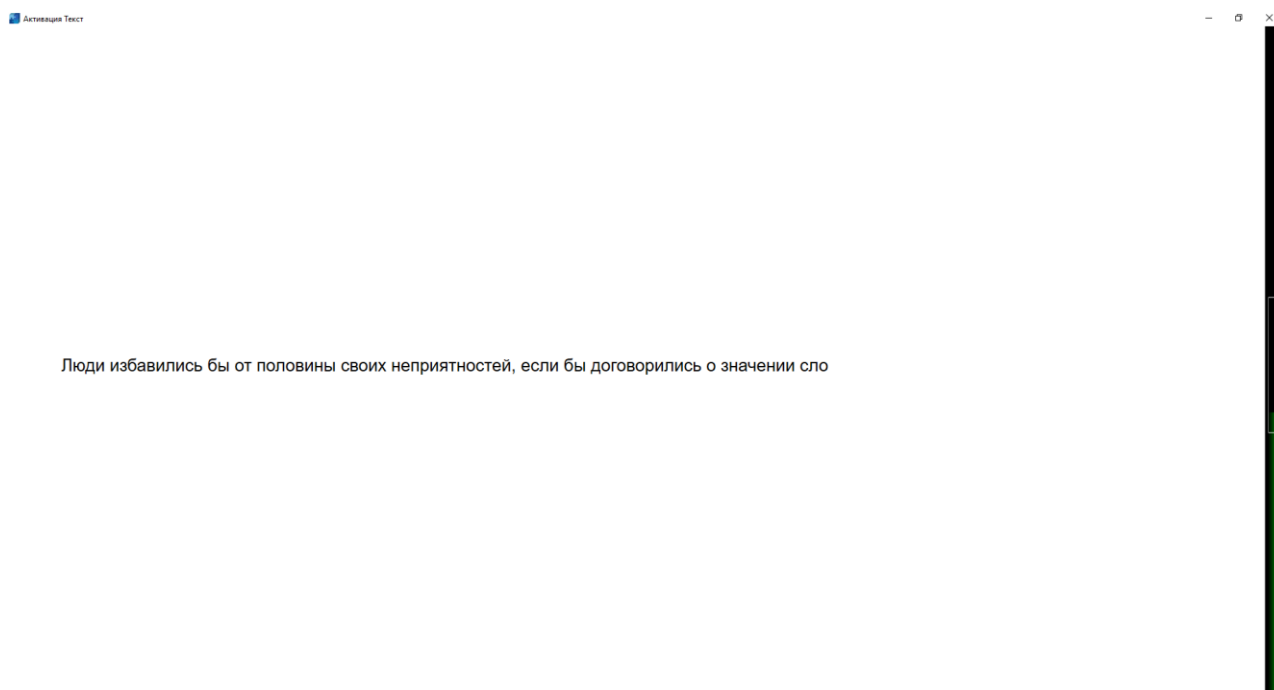 Активация Текст
Люди избавились бы от половины своих неприятностей, если бы договорились о значении сло